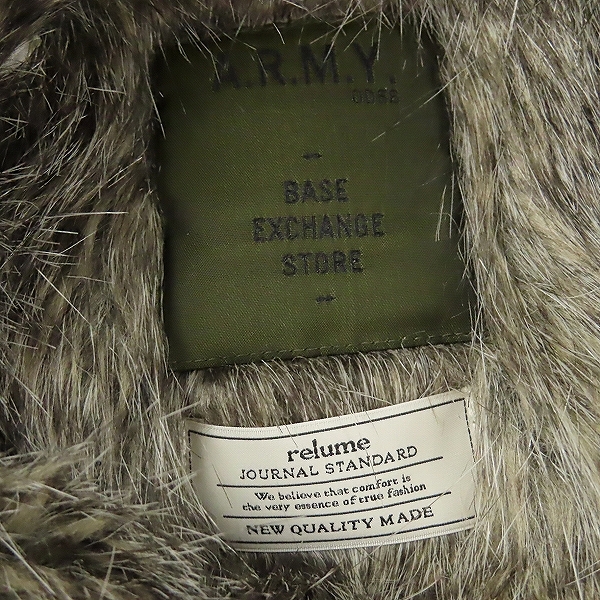 A.R.M.Y.
BASE
EXCHANGE
STORE
relume
JOURNAL STANDARD
We believe that comfort is
the very essence of true fashion
NEW QUALITY MADE